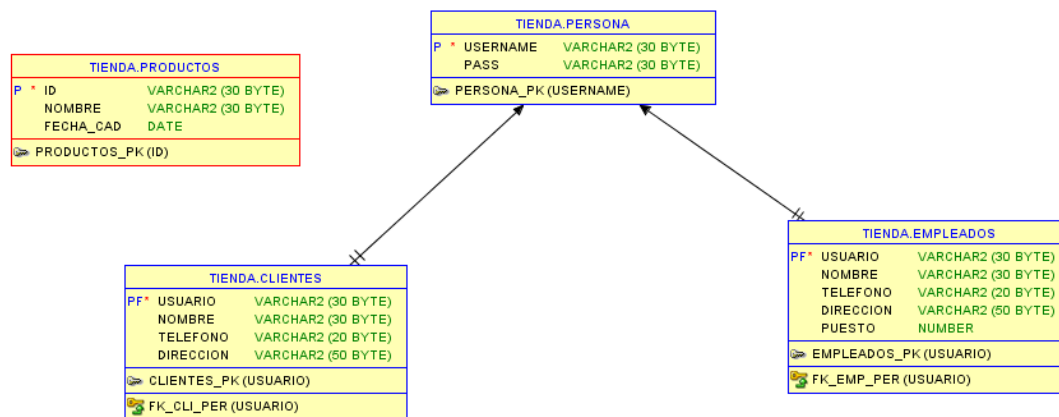 TIENDA.PERSONA
P * USERNAME VARCHAR2 (30 BYTE)
PASS VARCHAR2 (30 BYTE)
PERSONA_PK (USERNAME)
TIENDA.PRODUCTOS
P * ID VARCHAR2 (30 BYTE)
NOMBRE VARCHAR2 (30 BYTE)
FECHA_CAD DATE
PRODUCTOS_PK (ID)
TIENDA.CLIENTES
PF* USUARIO VARCHAR2 (30 BYTE)
NOMBRE VARCHAR2 (30 BYTE)
TELEFONO VARCHAR2 (20 BYTE)
DIRECCION VARCHAR2 (50 BYTE)
CLIENTES_PK (USUARIO)
FK_CLI_PER (USUARIO)
TIENDA.EMPLEADOS
PF* USUARIO VARCHAR2 (30 BYTE)
NOMBRE VARCHAR2 (30 BYTE)
TELEFONO VARCHAR2 (20 BYTE)
DIRECCION VARCHAR2 (50 BYTE)
PUESTO NUMBER
EMPLEADOS_PK (USUARIO)
FK_EMP_PER (USUARIO)